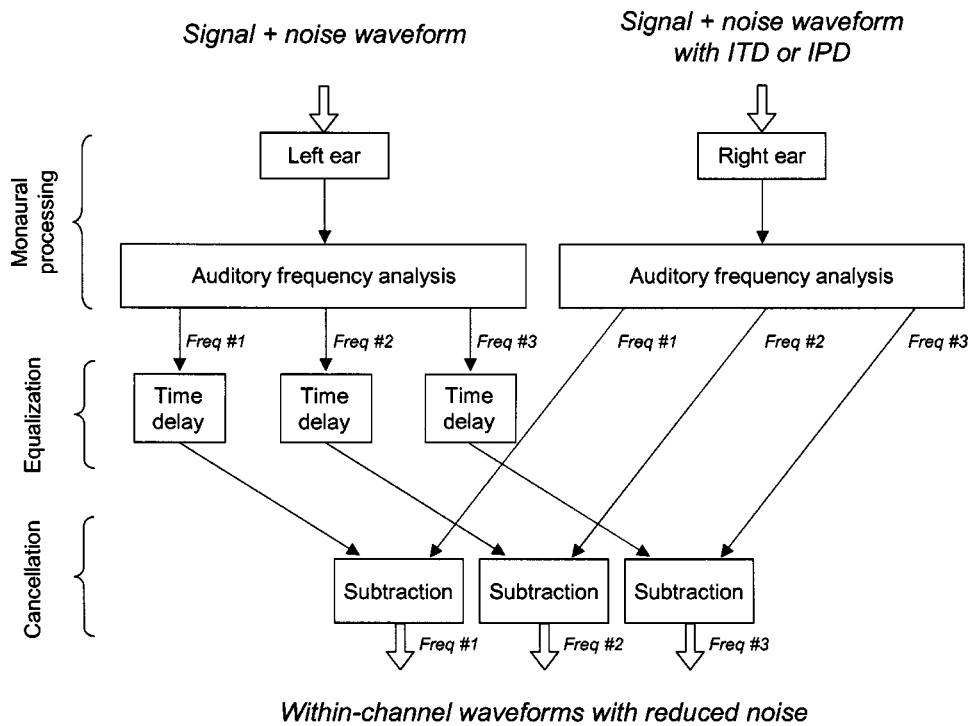 Signal + noise waveform
Signal + noise waveform
with ITD or IPD
Left ear
Right ear
Monaural
processing
Auditory frequency analysis
Auditory frequency analysis
Freq #1
Freq #2
Freq #3
Freq #1
Freq #2
Freq #3
Equalization
Time
delay
Time
delay
Time
delay
Cancellation
Subtraction
Subtraction
Subtraction
Freq #1
Freq #2
Freq #3
Within-channel waveforms with reduced noise